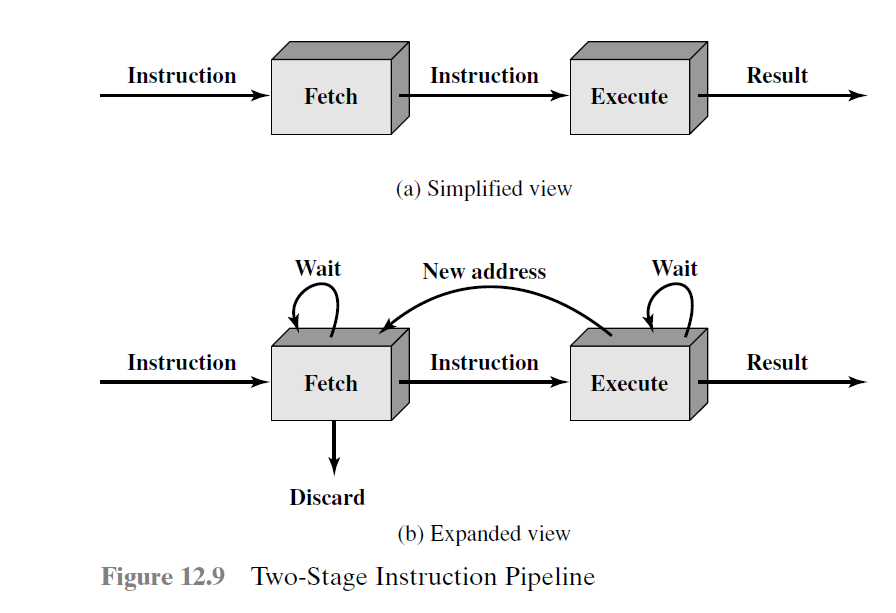 Instruction Instruction Result
Fetch Execute
(a) Simplified view
Wait New address Wait
Instruction Instruction Result
Fetch Execute
Discard
(b) Expanded view
Figure 12.9 Two-Stage Instruction Pipeline